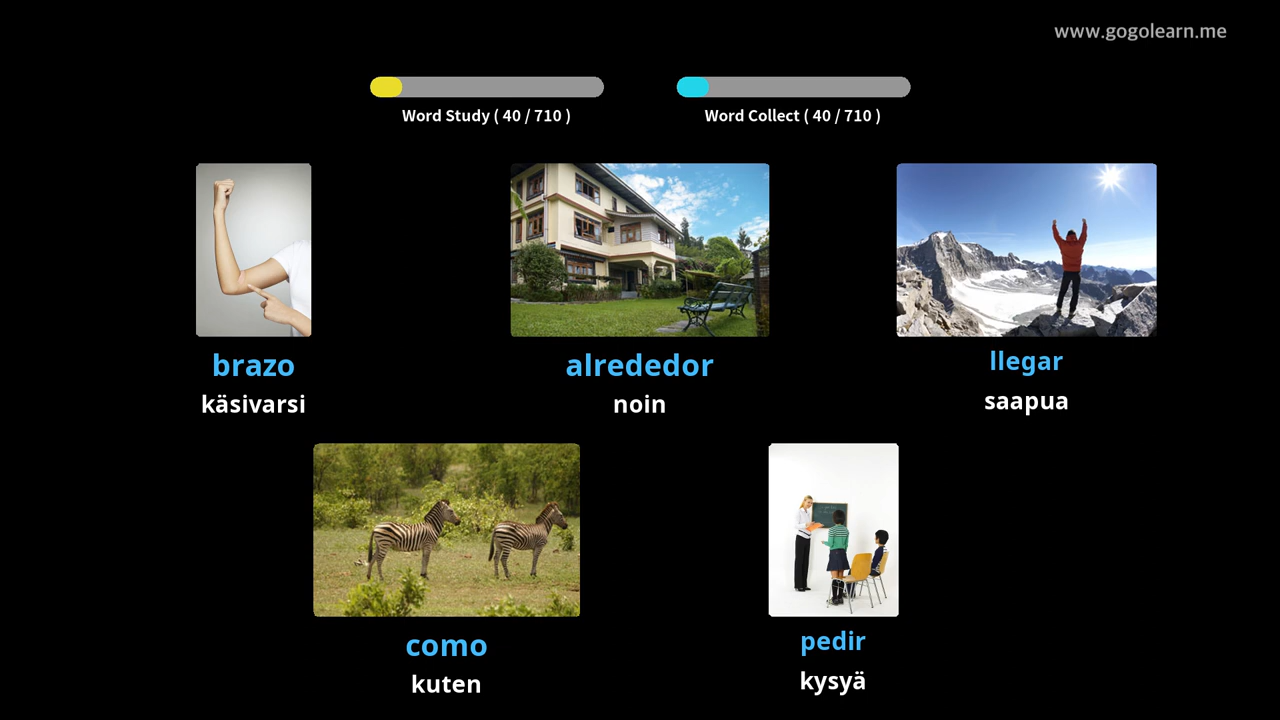 www.gogolearn.me
Word Study ( 40 / 710 )
Word Collect ( 40 / 710 )
brazo
käsivarsi
alrededor
noin
llegar
saapua
como
kuten
pedir
kysyä